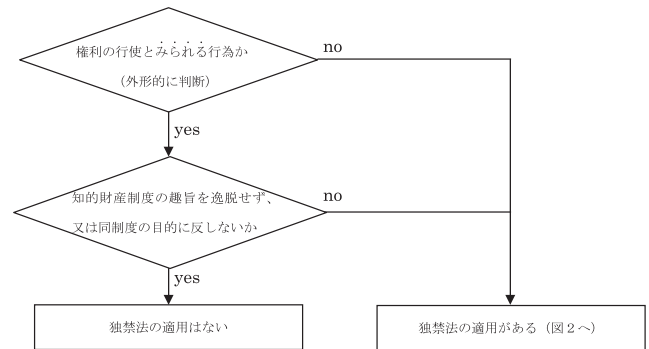 権利の行使とみられる行為か
（外形的に判断）
no
yes
知的財産制度の趣旨を逸脱せず、
又は同制度の目的に反しないか
no
yes
独禁法の適用はない
独禁法の適用がある（図２へ）